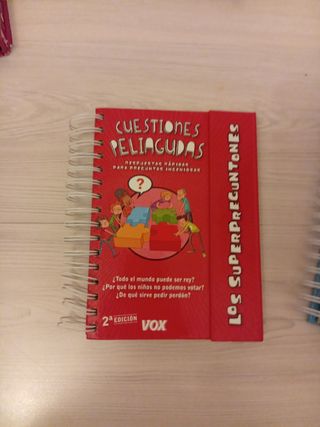 CUESTIONES
PELIAGUDAS
RESPUESTAS RÁPIDAS
PARA PREGUNTAS INGENIOSAS
?
¿Todo el mundo puede ser rey?
¿Por qué los niños no podemos votar?
¿De qué sirve pedir perdón?
2ª EDICIÓN
VOX
LOS SUPERPREGUNTONES